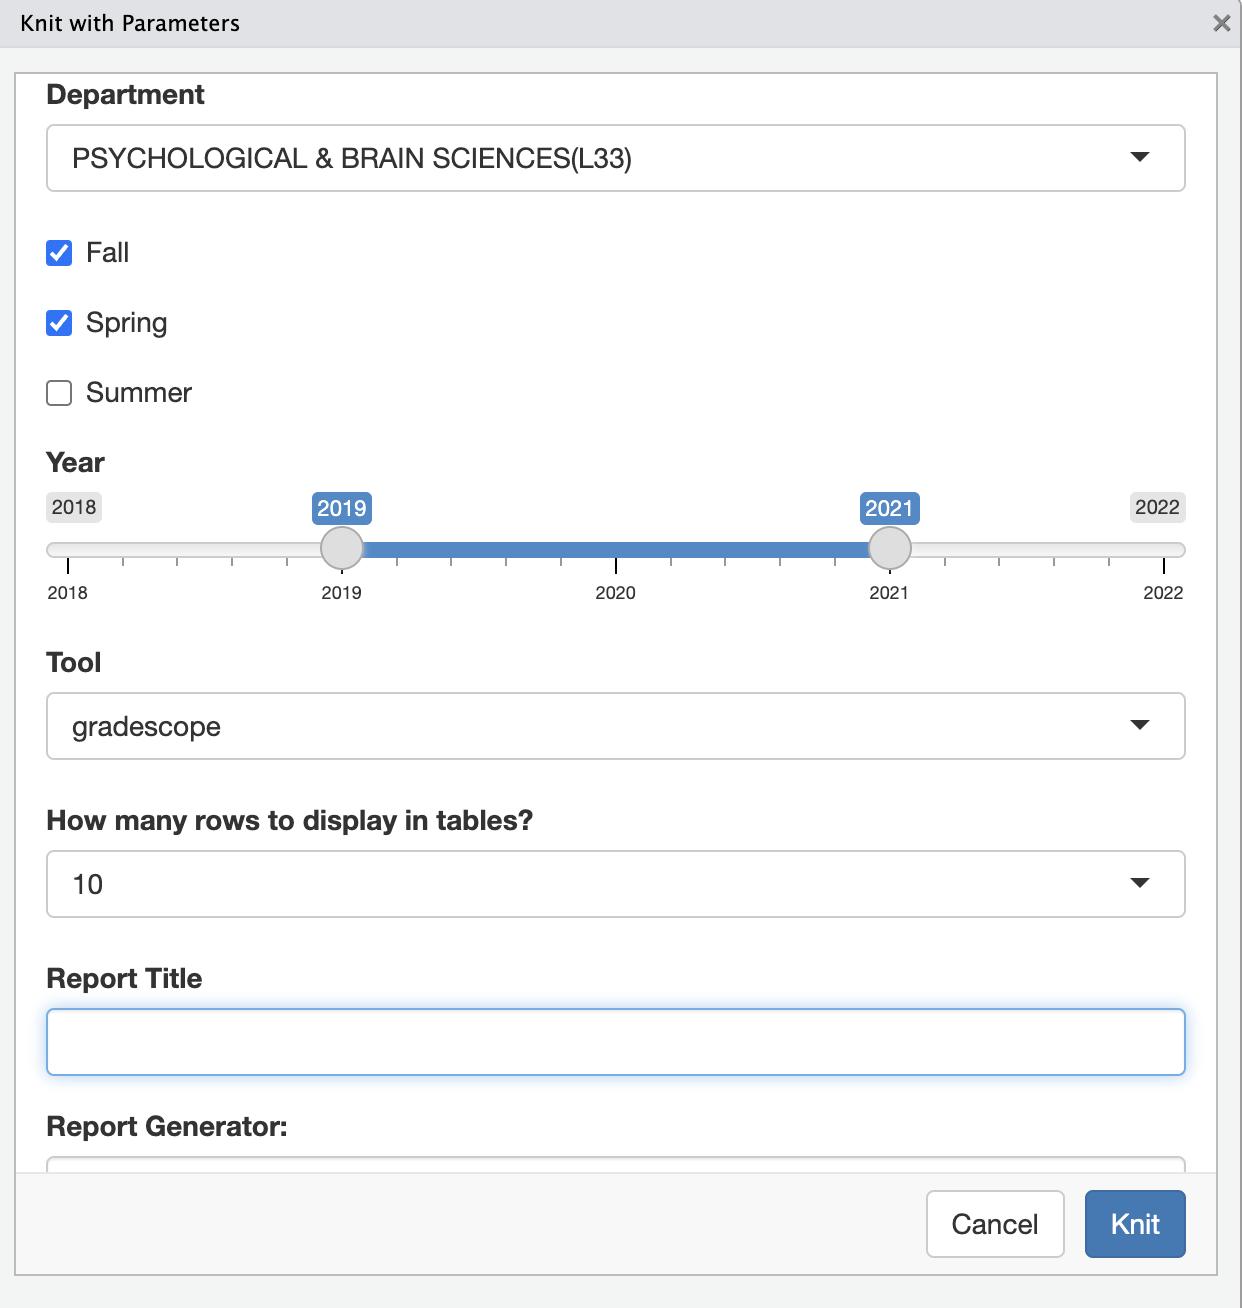 Knit with Parameters
Department
PSYCHOLOGICAL & BRAIN SCIENCES(L33)
Fall
Spring
Summer
Year
2018 2019 2021 2022
2018 2019 2020 2021 2022
Tool
gradescope
How many rows to display in tables?
10
Report Title
Report Generator:
Cancel Knit